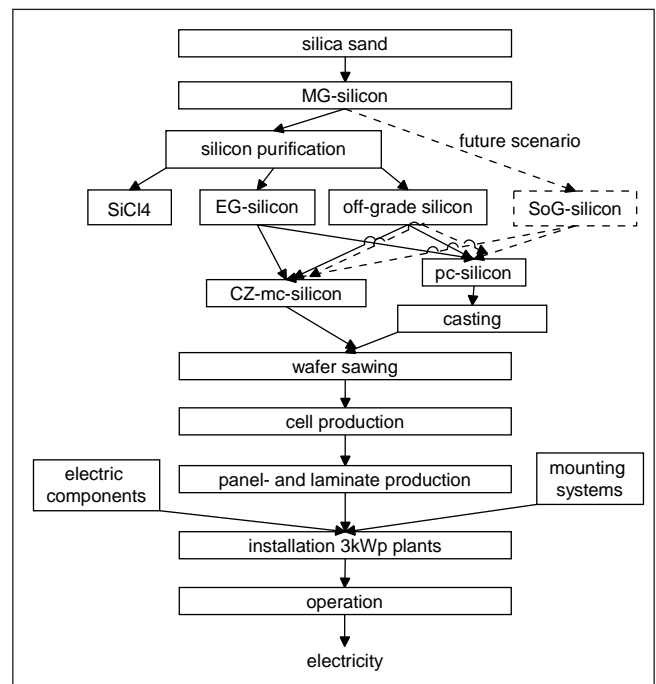 silica sand
MG-silicon
future scenario
silicon purification
SiCl4
EG-silicon
off-grade silicon
SoG-silicon
pc-silicon
CZ-mc-silicon
casting
wafer sawing
cell production
electric
components
panel- and laminate production
mounting
systems
installation 3kWp plants
operation
electricity